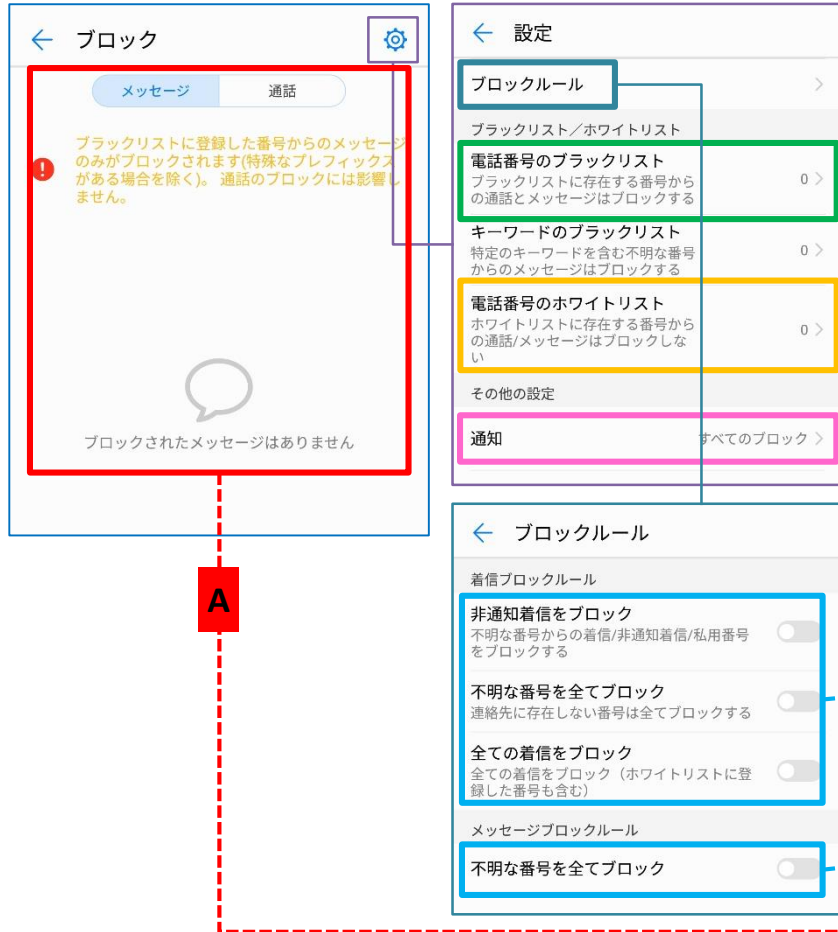 ブロック
メッセージ
通話
ブラックリストに登録した番号からのメッセージ
のみがブロックされます(特殊なプレフィックス
がある場合を除く)。 通話のブロックには影響し
ません。
ブロックされたメッセージはありません
A
設定
ブロックルール
ブラックリスト／ホワイトリスト
電話番号のブラックリスト
ブラックリストに存在する番号から
の通話とメッセージはブロックする
0
キーワードのブラックリスト
特定のキーワードを含む不明な番号
からのメッセージはブロックする
0
電話番号のホワイトリスト
ホワイトリストに存在する番号から
の通話/メッセージはブロックしな
い
0
その他の設定
通知
すべてのブロック
ブロックルール
着信ブロックルール
非通知着信をブロック
不明な番号からの着信/非通知着信/私用番号
をブロックする
不明な番号を全てブロック
連絡先に存在しない番号は全てブロックする
全ての着信をブロック
全ての着信をブロック（ホワイトリストに登
録した番号も含む）
メッセージブロックルール
不明な番号を全てブロック